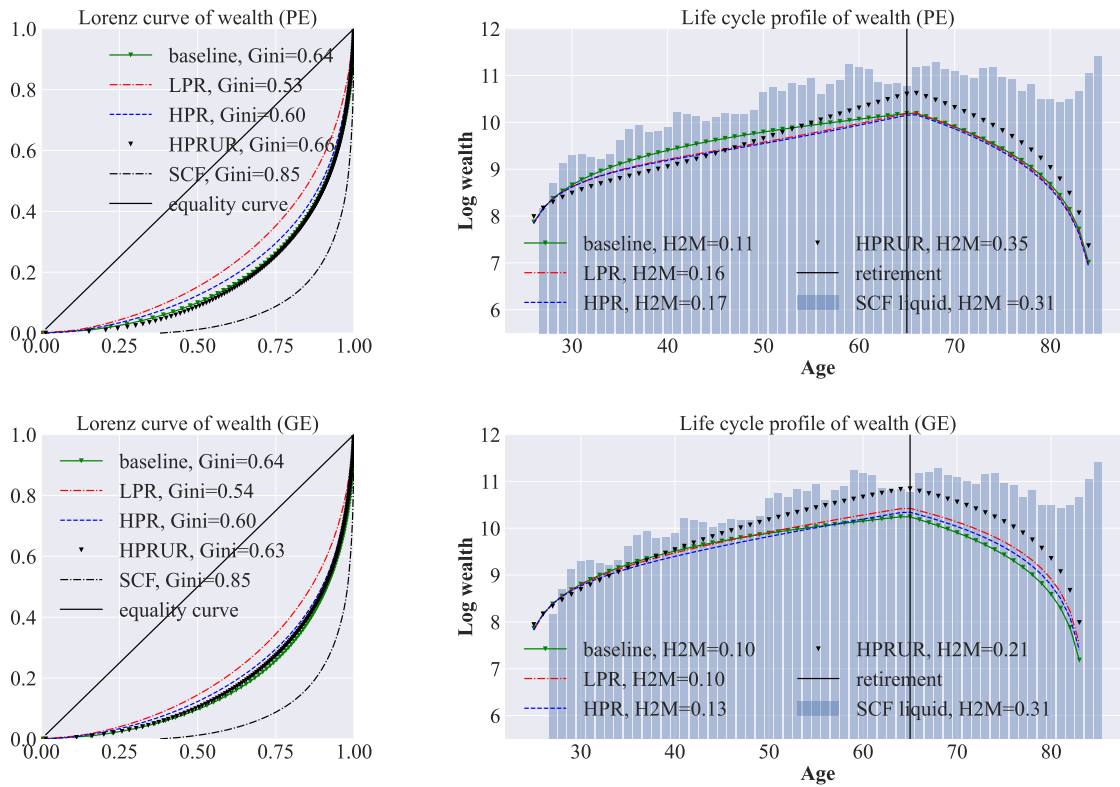 Lorenz curve of wealth (PE)
1.0
0.8
0.6
0.4
0.2
0.0
baseline, Gini=0.64
LPR, Gini=0.53
HPR, Gini=0.60
HPRUR, Gini=0.66
SCF, Gini=0.85
equality curve
0.00 0.25 0.50 0.75 1.00
Life cycle profile of wealth (PE)
Log wealth
12
11
10
9
8
7
6
baseline, H2M=0.11
LPR, H2M=0.16
HPR, H2M=0.17
HPRUR, H2M=0.35
retirement
SCF liquid, H2M =0.31
30 40 50 60 70 80
Age
Lorenz curve of wealth (GE)
1.0
0.8
0.6
0.4
0.2
0.0
baseline, Gini=0.64
LPR, Gini=0.54
HPR, Gini=0.60
HPRUR, Gini=0.63
SCF, Gini=0.85
equality curve
0.00 0.25 0.50 0.75 1.00
Life cycle profile of wealth (GE)
Log wealth
12
11
10
9
8
7
6
baseline, H2M=0.10
LPR, H2M=0.10
HPR, H2M=0.13
HPRUR, H2M=0.21
retirement
SCF liquid, H2M=0.31
30 40 50 60 70 80
Age